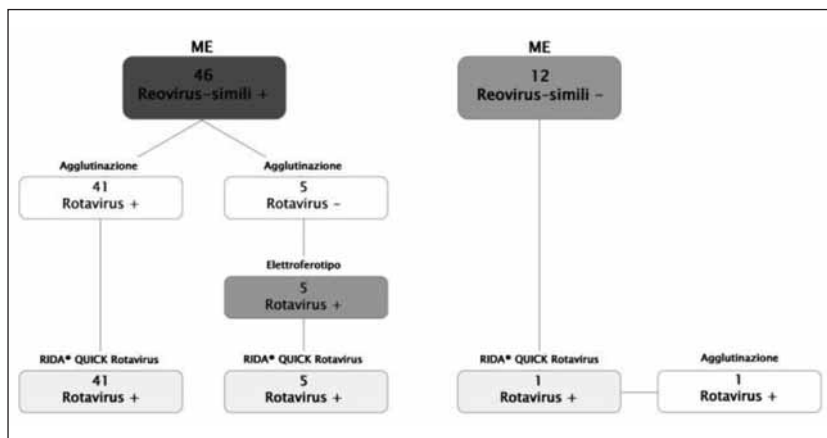 ME
46
Reovirus-simili +
Agglutinazione
41
Rotavirus +
Agglutinazione
5
Rotavirus -
Elettroferotipo
5
Rotavirus +
RIDA® QUICK Rotavirus
41
Rotavirus +
RIDA® QUICK Rotavirus
5
Rotavirus +
ME
12
Reovirus-simili -
RIDA® QUICK Rotavirus
1
Rotavirus +
Agglutinazione
1
Rotavirus +